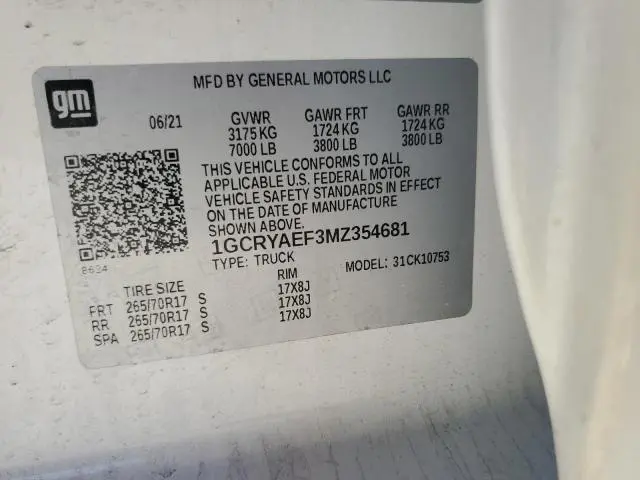 gm
MFD BY GENERAL MOTORS LLC
06/21 GVWR GAWR FRT GAWR RR
3175 KG 1724 KG 1724 KG
7000 LB 3800 LB 3800 LB
THIS VEHICLE CONFORMS TO ALL
APPLICABLE U.S. FEDERAL MOTOR
VEHICLE SAFETY STANDARDS IN EFFECT
ON THE DATE OF MANUFACTURE
SHOWN ABOVE.
1GCRYAEF3MZ354681
TYPE: TRUCK MODEL: 31CK10753
8624
TIRE SIZE RIM
FRT 265/70R17 S 17X8J
RR 265/70R17 S 17X8J
SPA 265/70R17 S 17X8J